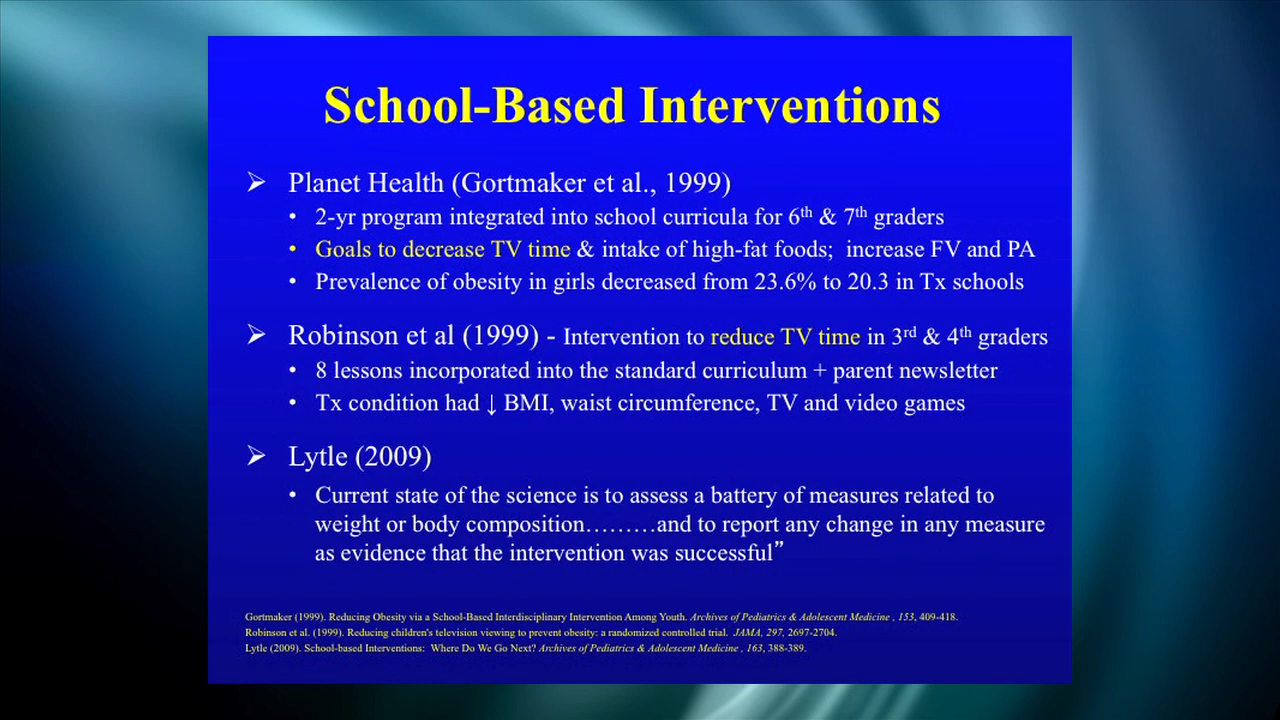 School-Based Interventions
➢ Planet Health (Gortmaker et al., 1999)
• 2-yr program integrated into school curricula for 6th & 7th graders
• Goals to decrease TV time & intake of high-fat foods; increase FV and PA
• Prevalence of obesity in girls decreased from 23.6% to 20.3 in Tx schools
➢ Robinson et al (1999) - Intervention to reduce TV time in 3rd & 4th graders
• 8 lessons incorporated into the standard curriculum + parent newsletter
• Tx condition had ↓ BMI, waist circumference, TV and video games
➢ Lytle (2009)
• Current state of the science is to assess a battery of measures related to
weight or body composition………and to report any change in any measure
as evidence that the intervention was successful”
Gortmaker (1999). Reducing Obesity via a School-Based Interdisciplinary Intervention Among Youth. Archives of Pediatrics & Adolescent Medicine , 153, 409-418.
Robinson et al. (1999). Reducing children's television viewing to prevent obesity: a randomized controlled trial. JAMA, 297, 2697-2704.
Lytle (2009). School-based Interventions: Where Do We Go Next? Archives of Pediatrics & Adolescent Medicine , 163, 388-389.